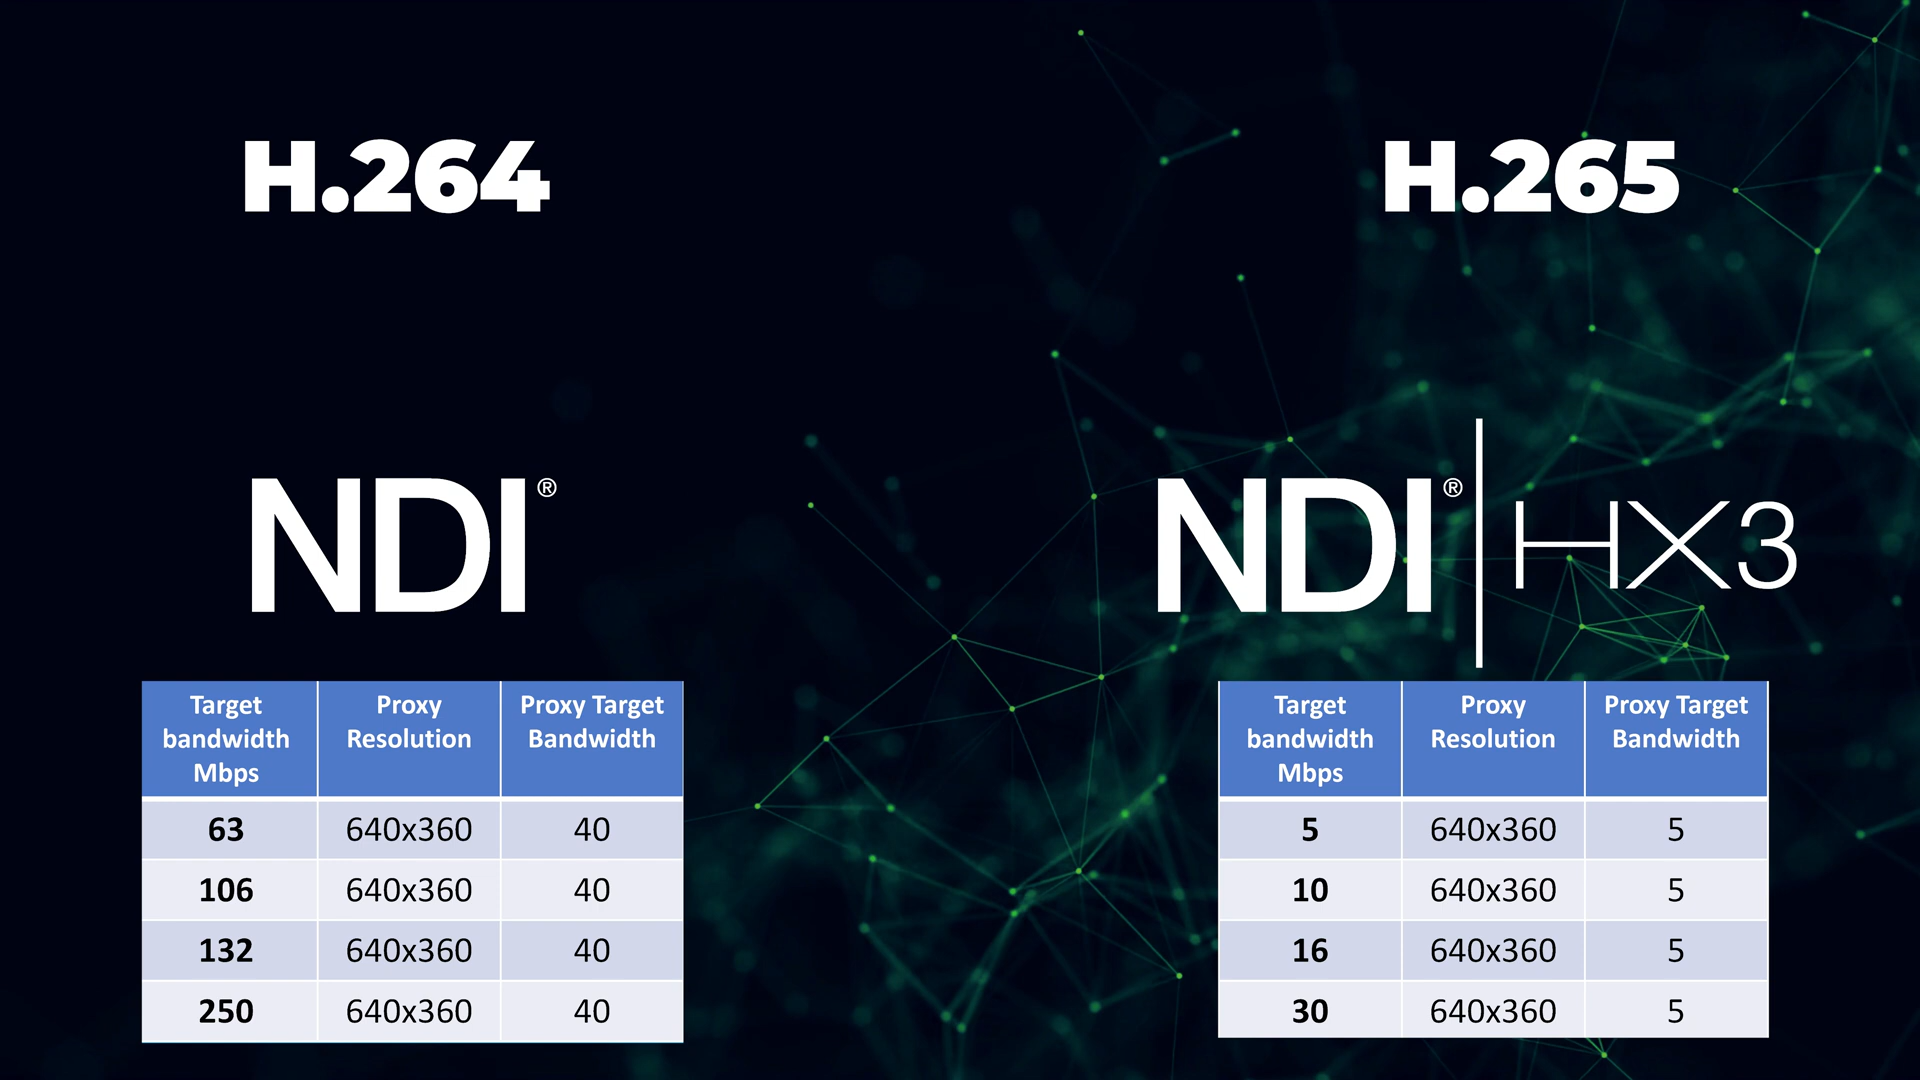 H.264
H.265
NDI®
NDI® | HX3
Target bandwidth Mbps Proxy Resolution Proxy Target Bandwidth
63 640x360 40
106 640x360 40
132 640x360 40
250 640x360 40
Target bandwidth Mbps Proxy Resolution Proxy Target Bandwidth
5 640x360 5
10 640x360 5
16 640x360 5
30 640x360 5